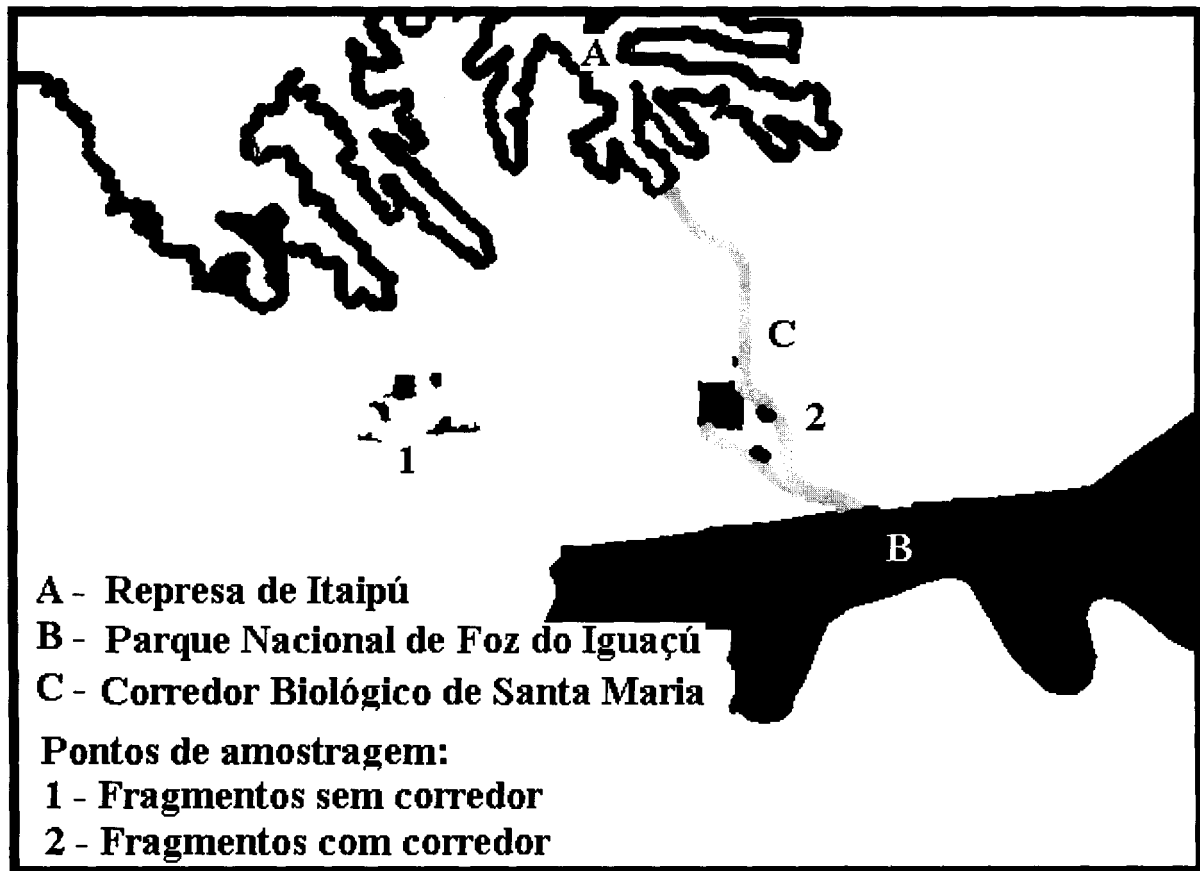 A
C
2
1
B
A - Represa de Itaipú
B - Parque Nacional de Foz do Iguaçú
C - Corredor Biológico de Santa Maria
Pontos de amostragem:
1 - Fragmentos sem corredor
2 - Fragmentos com corredor